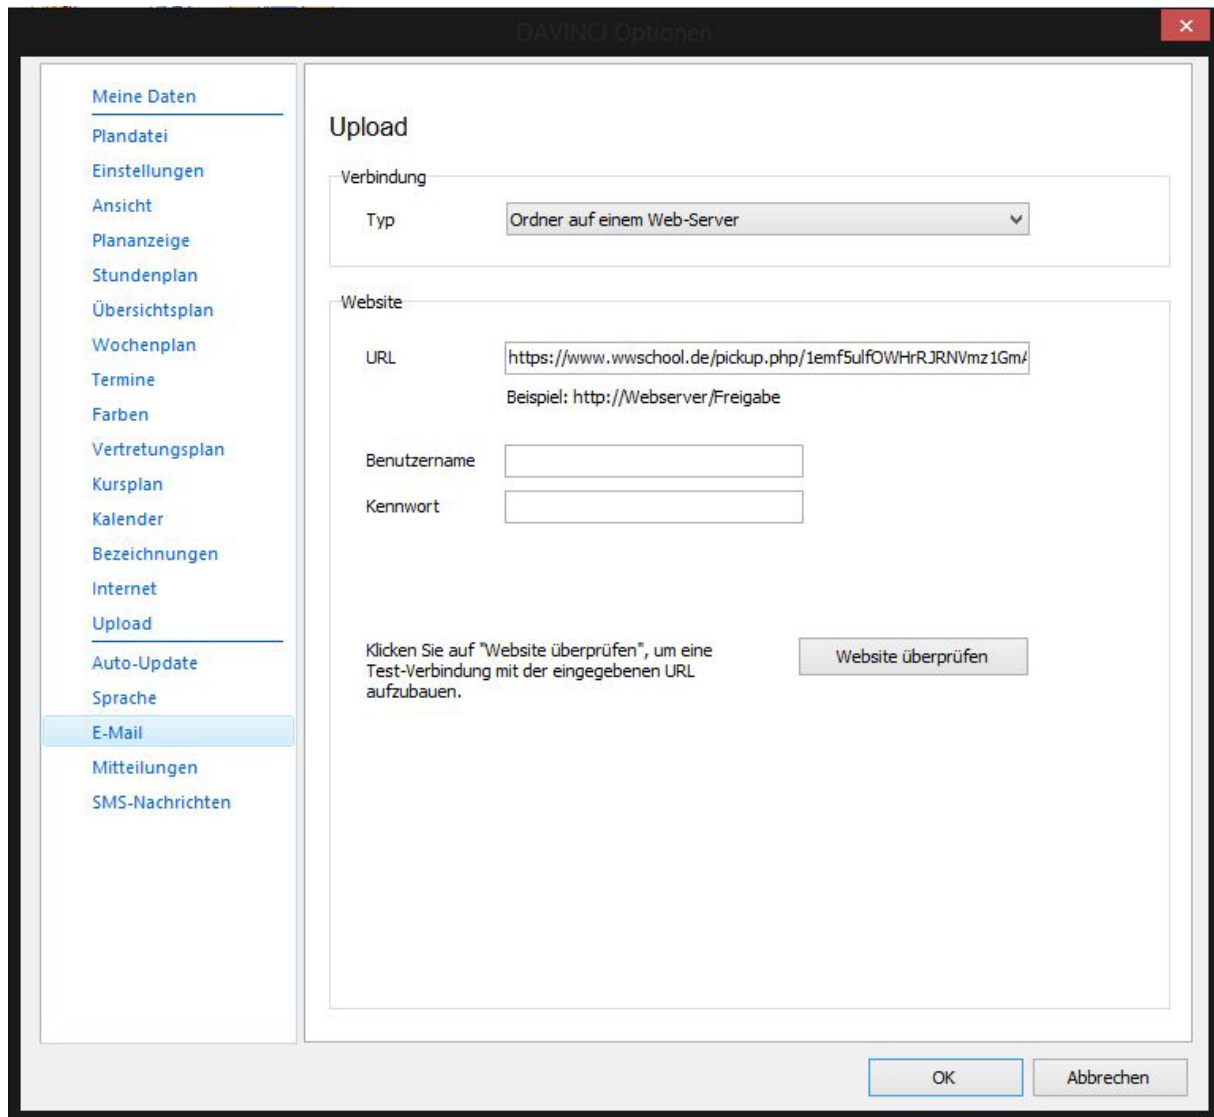 DAVINCI Optionen
Meine Daten
Plandatei
Einstellungen
Ansicht
Plananzeige
Stundenplan
Übersichtsplan
Wochenplan
Termine
Farben
Vertretungsplan
Kursplan
Kalender
Bezeichnungen
Internet
Upload
Auto-Update
Sprache
E-Mail
Mitteilungen
SMS-Nachrichten
Upload
Verbindung
Typ
Ordner auf einem Web-Server
Website
URL
https://www.wwschool.de/pickup.php/1emf5ulfOWHrRJRNVmz1GmA
Beispiel: http://Webserver/Freigabe
Benutzername
Kennwort
Klicken Sie auf "Website überprüfen", um eine
Test-Verbindung mit der eingegebenen URL
aufzubauen.
Website überprüfen
OK
Abbrechen